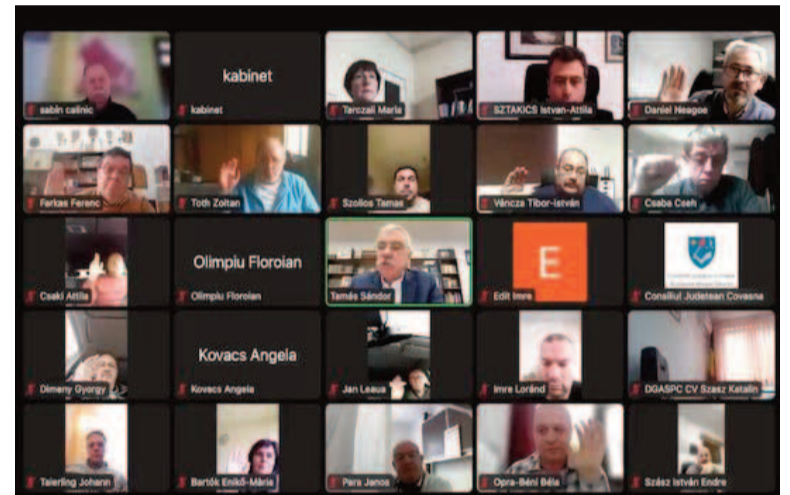 sabin calinic
kabinet
kabinet
Tarczali Maria
SZTAKICS Istvan-Attila
Daniel Neagoe
Farkas Ferenc
Toth Zoltan
Szolios Tamas
Váncza Tibor-István
Csaba Cseh
Csaki Attila
Olimpiu Floroian
Olimpiu Floroian
Tamás Sándor
E
Edit Imre
Consiliul Judetean Covasna
Dimeny Gyorgy
Kovacs Angela
Kovacs Angela
Jan Leaua
Imre Loránd
DGASPC CV Szasz Katalin
Taierling Johann
Bartók Enikő-Mária
Para Janos
Opra-Béni Béla
Szász István Endre